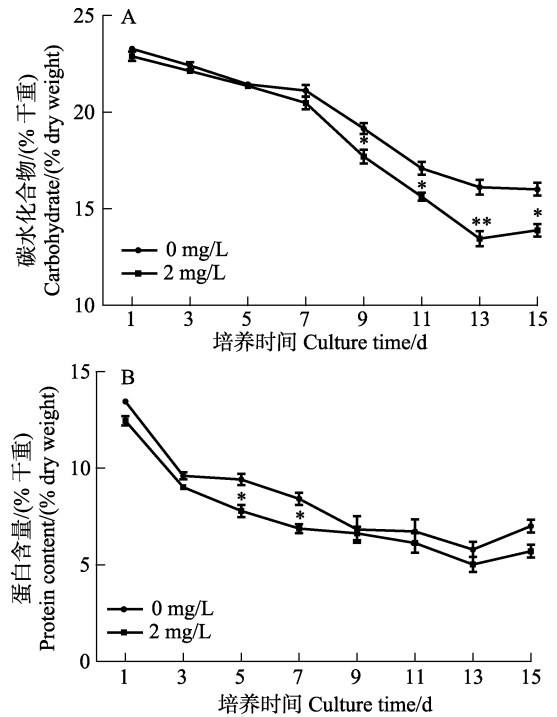 A
25
20
15
10
碳水化合物/(% 干重)
Carbohydrate/(% dry weight)
*
*
**
*
0 mg/L
2 mg/L
1 3 5 7 9 11 13 15
培养时间 Culture time/d
B
15
10
5
0
蛋白含量/(% 干重)
Protein content/(% dry weight)
*
*
0 mg/L
2 mg/L
1 3 5 7 9 11 13 15
培养时间 Culture time/d